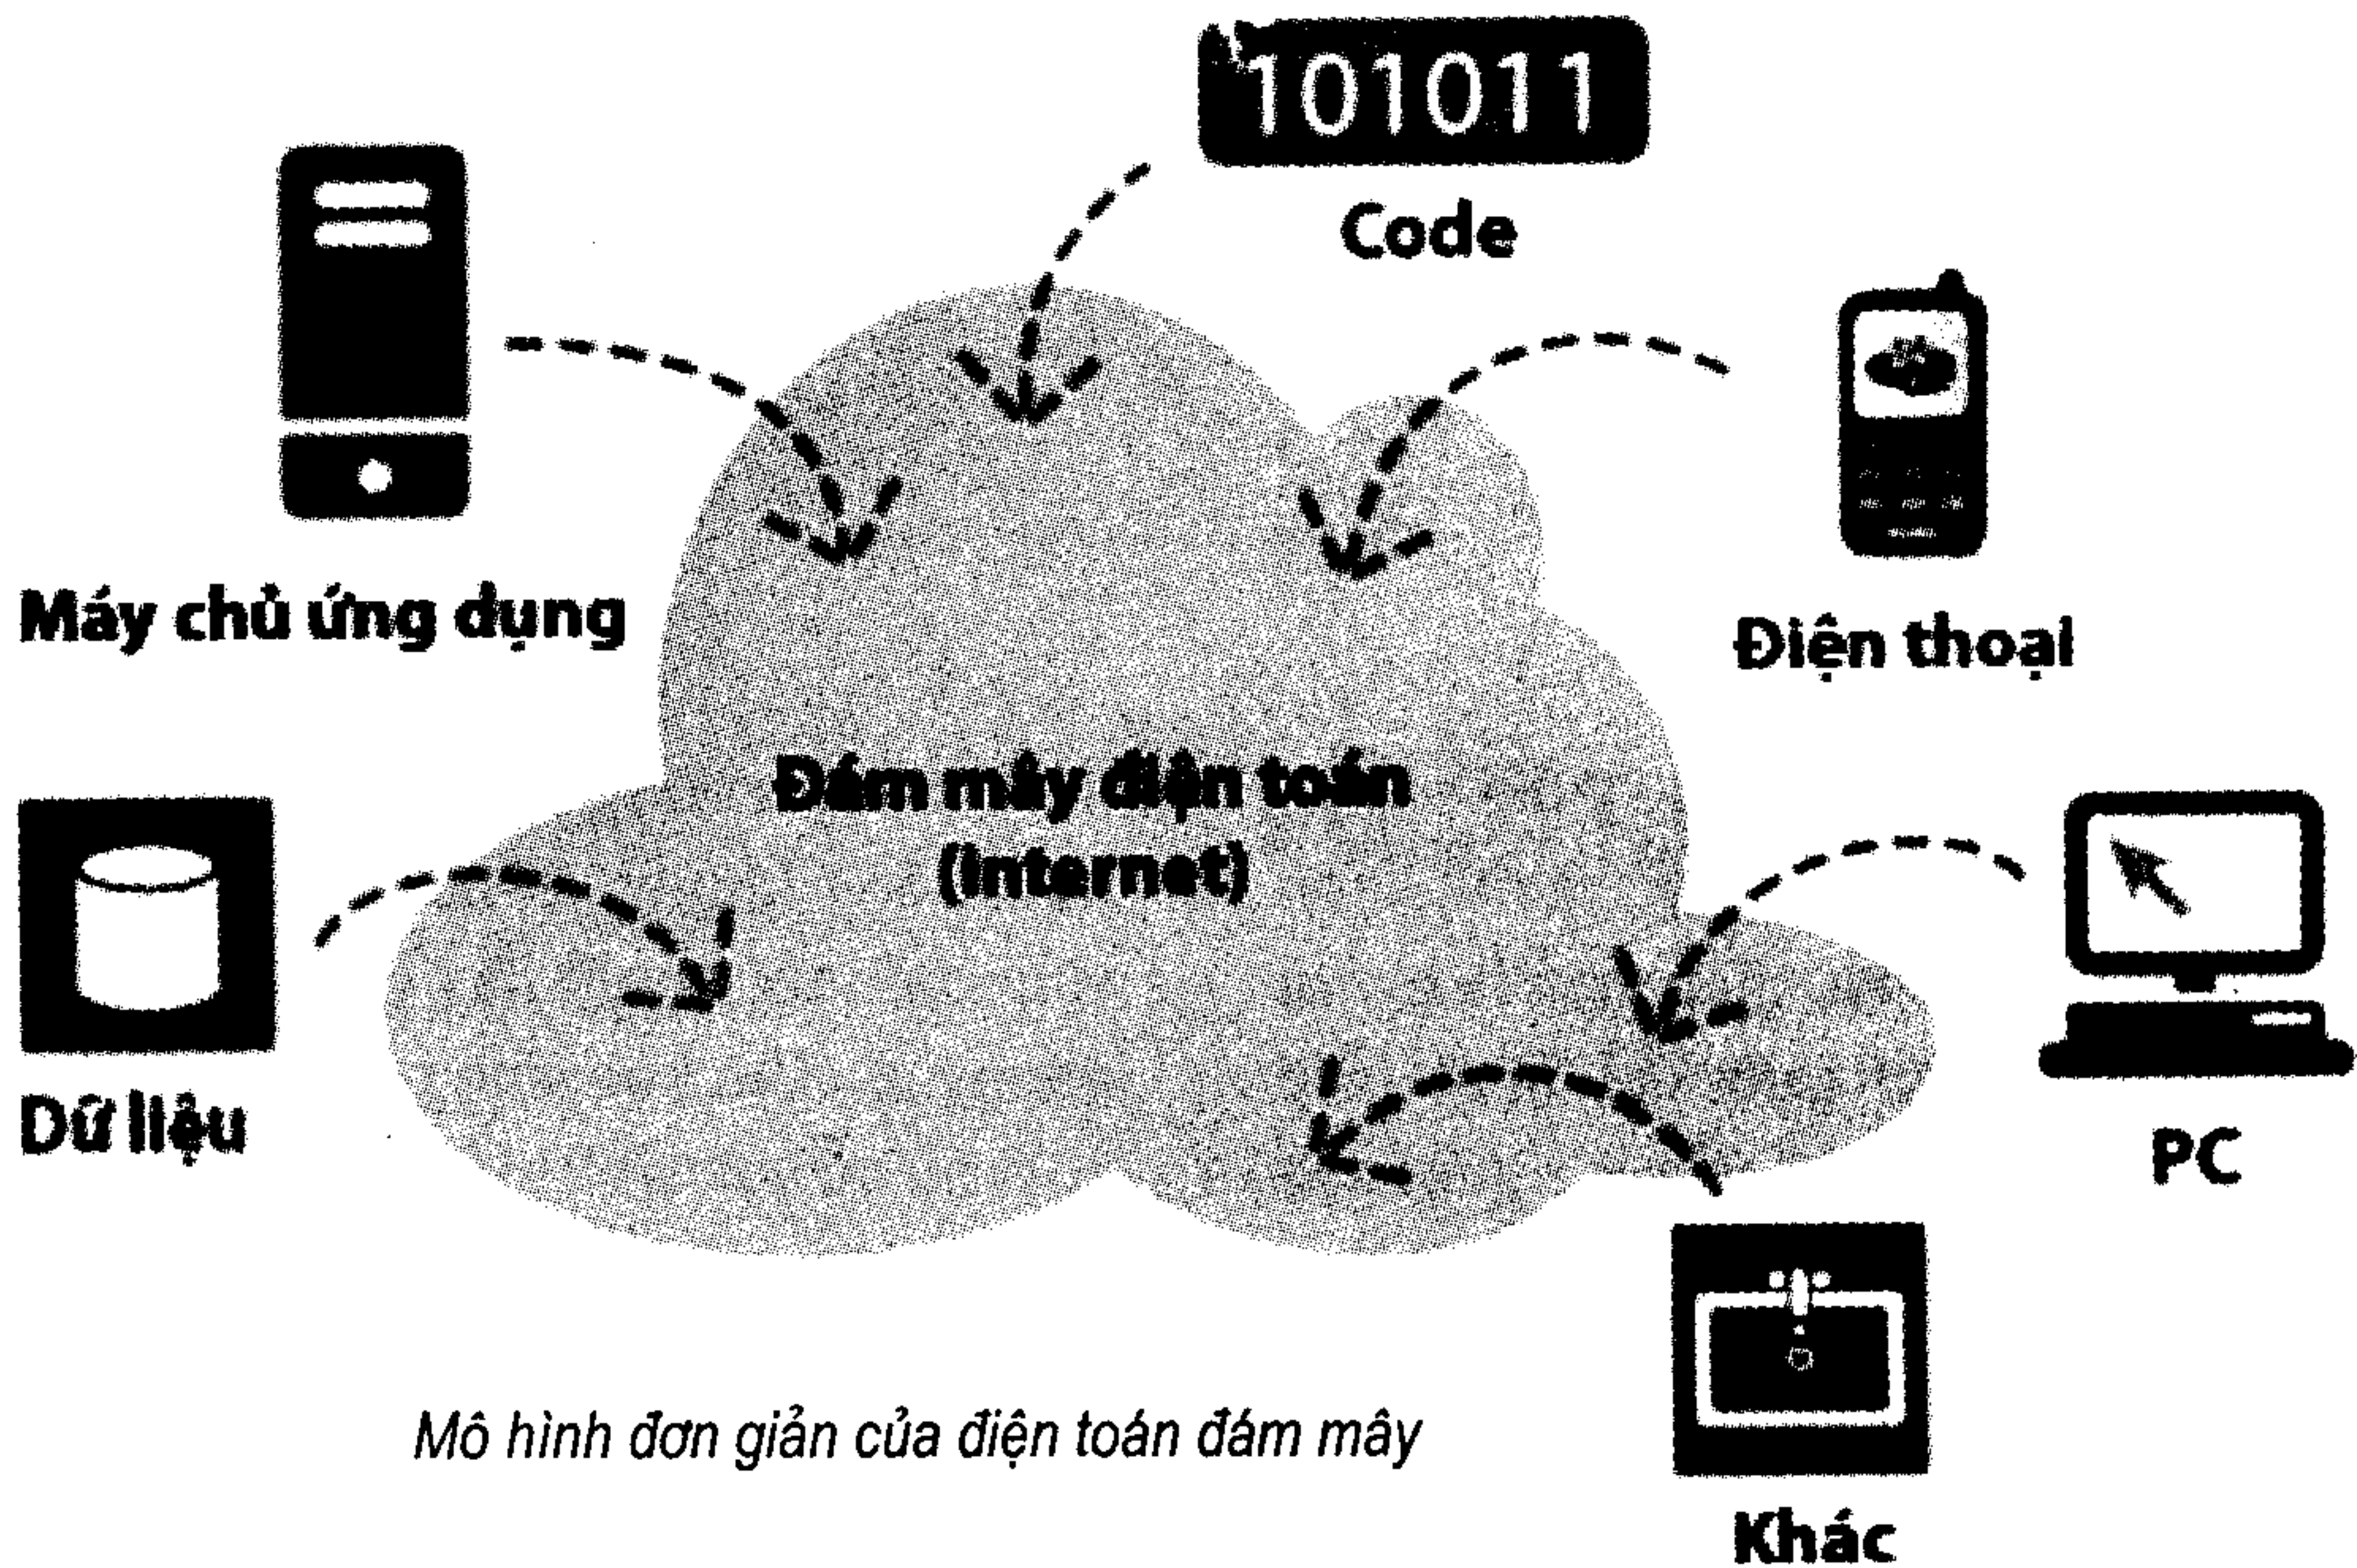 101011
Code
Máy chủ ứng dụng
Điện thoại
Đám mây điện toán
(Internet)
Dữ liệu
PC
Khác
Mô hình đơn giản của điện toán đám mây